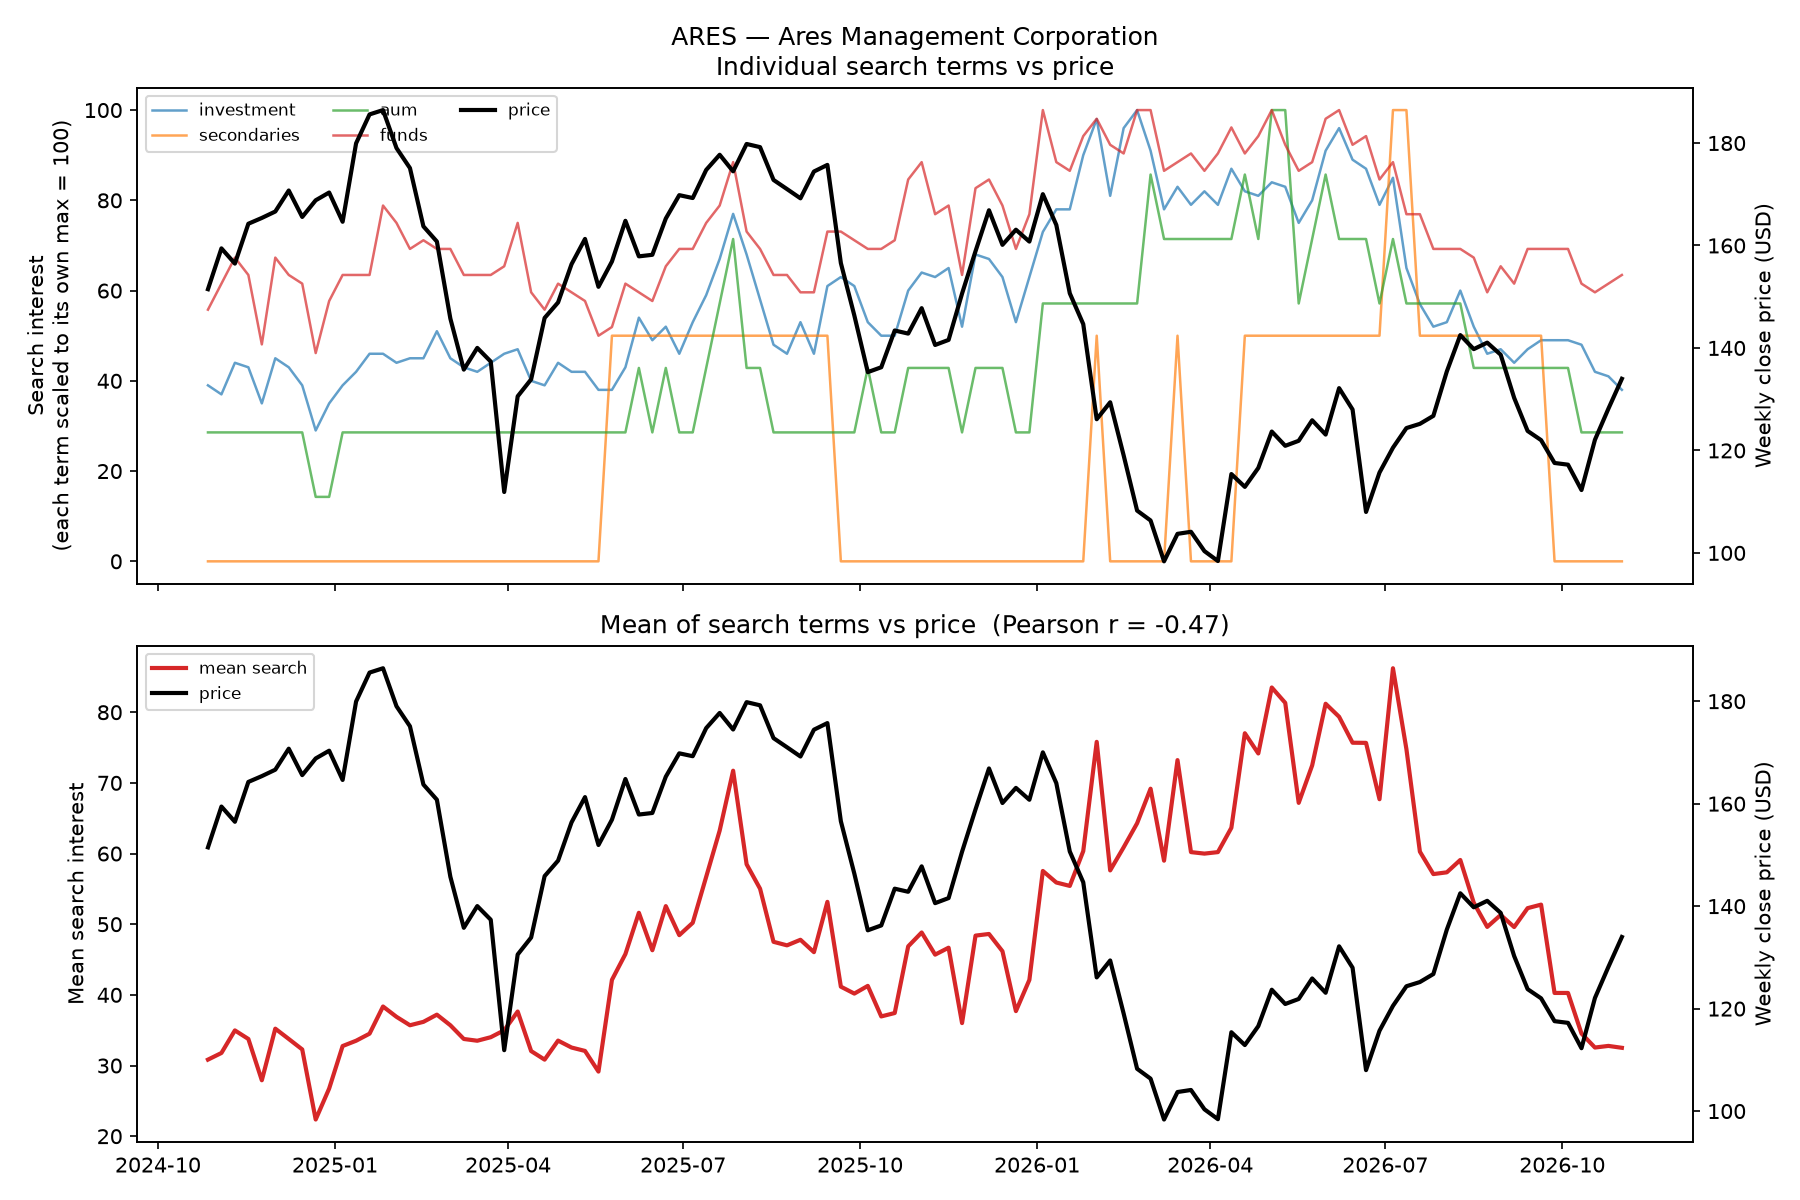 ARES — Ares Management Corporation
Individual search terms vs price
investment
secondaries
aum
funds
price
Search interest
(each term scaled to its own max = 100)
100
80
60
40
20
0
180
160
140
120
100
Weekly close price (USD)
Mean of search terms vs price (Pearson r = -0.47)
mean search
price
Mean search interest
80
70
60
50
40
30
20
180
160
140
120
100
Weekly close price (USD)
2024-10 2025-01 2025-04 2025-07 2025-10 2026-01 2026-04 2026-07 2026-10